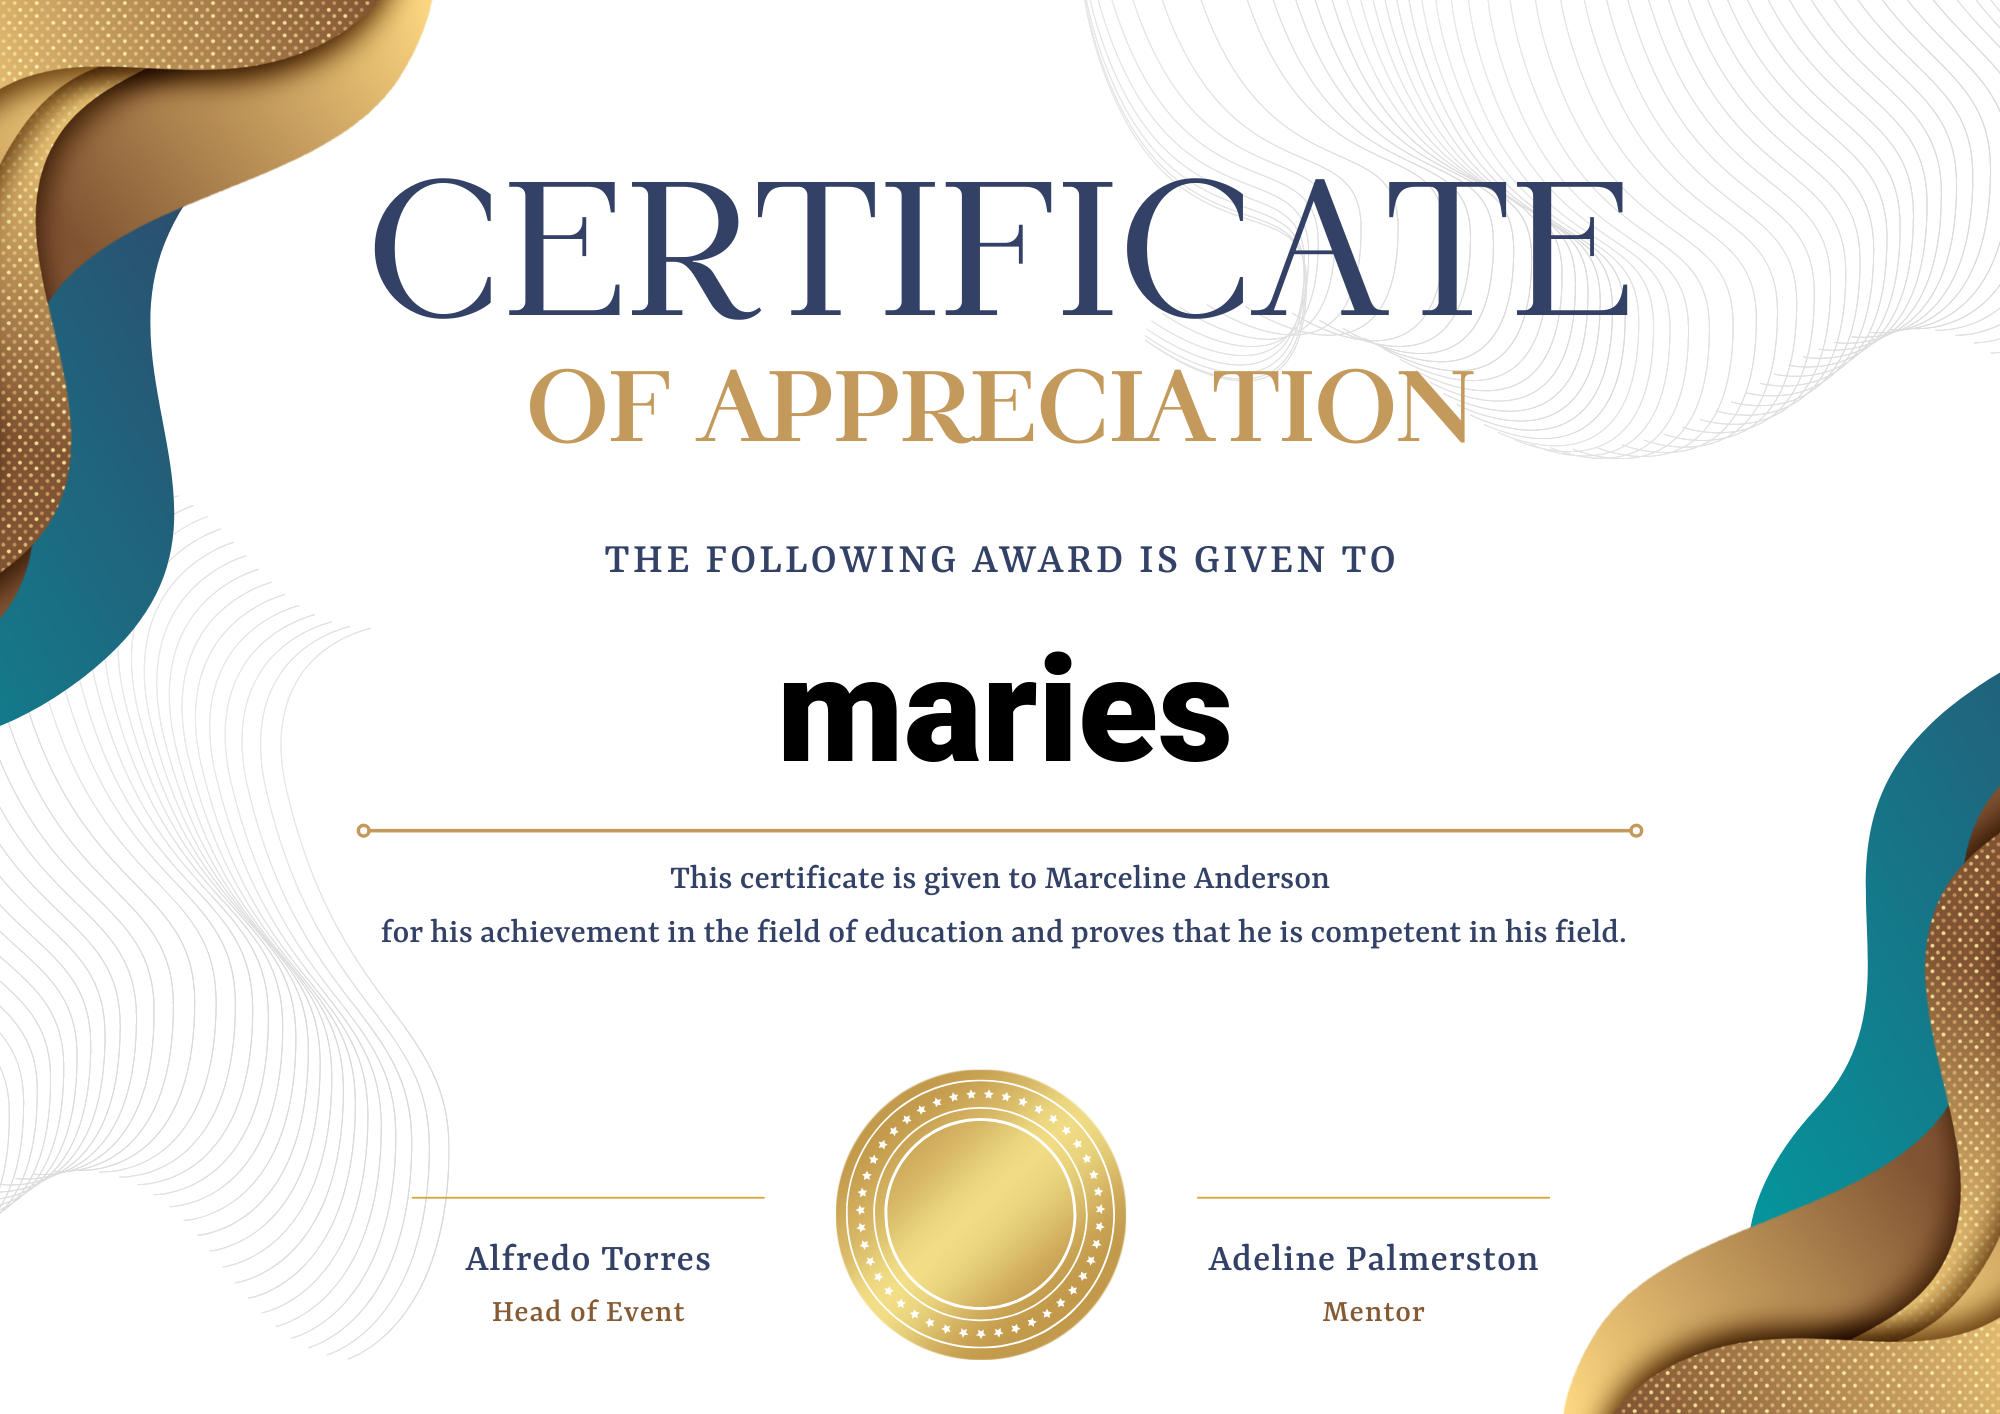 CERTIFICATE
OF APPRECIATION
THE FOLLOWING AWARD IS GIVEN TO
maries
This certificate is given to Marceline Anderson
for his achievement in the field of education and proves that he is competent in his field.
Alfredo Torres
Head of Event
Adeline Palmerston
Mentor